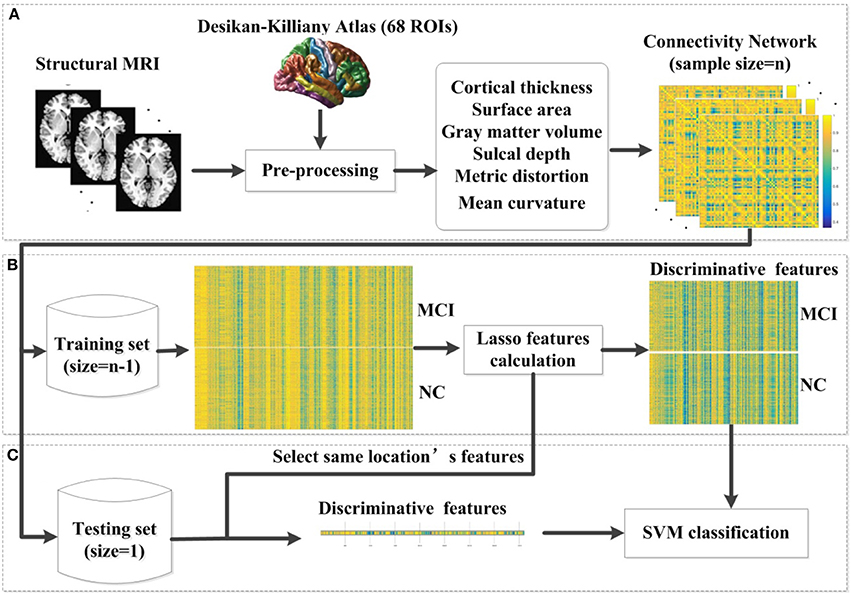 A
Desikan-Killiany Atlas (68 ROIs)
Structural MRI
Connectivity Network
(sample size=n)
Pre-processing
Cortical thickness
Surface area
Gray matter volume
Sulcal depth
Metric distortion
Mean curvature
B
Training set
(size=n-1)
MCI
NC
Lasso features
calculation
Discriminative features
MCI
NC
C
Select same location's features
Testing set
(size=1)
Discriminative features
SVM classification